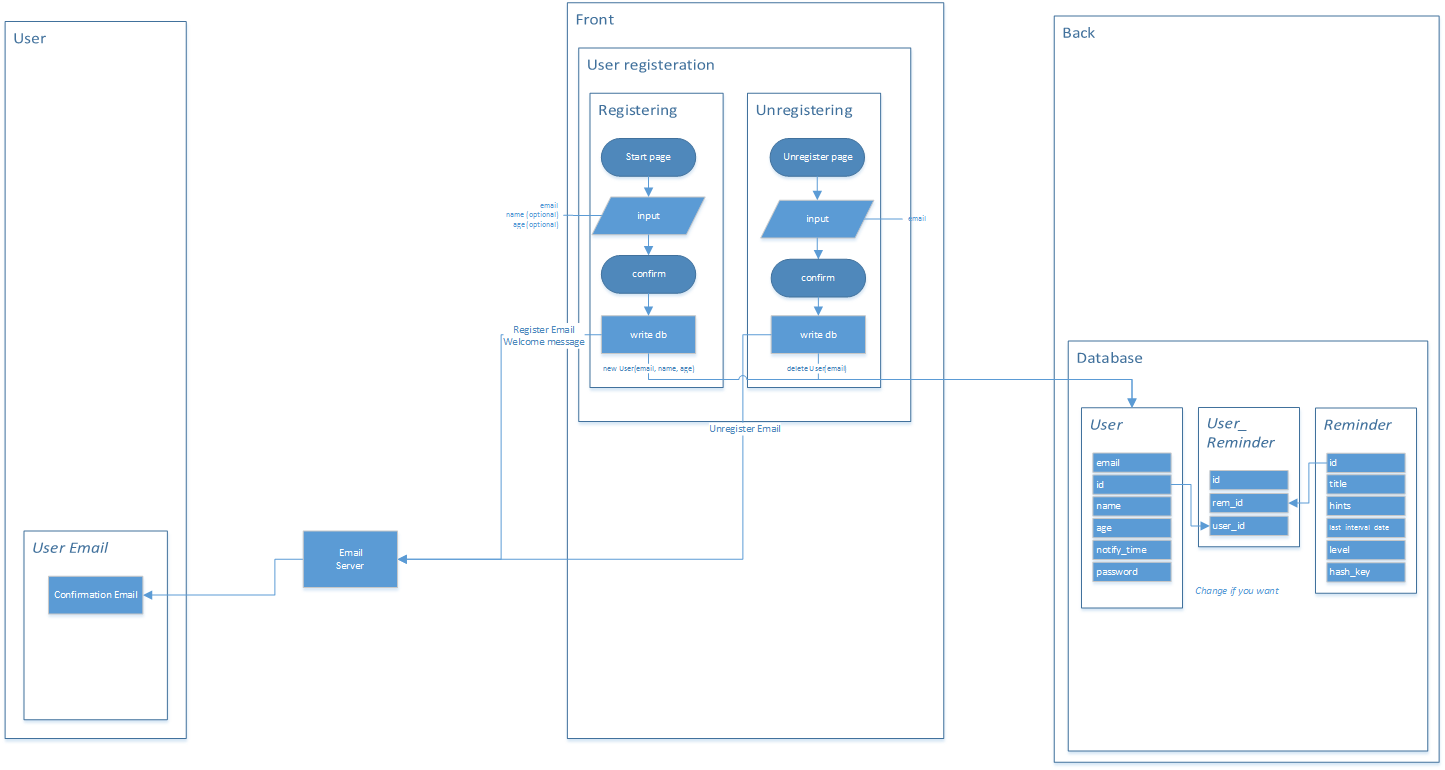 User
User Email
Confirmation Email
Email
Server
Front
User registeration
Registering
Start page
input
email
name (optional)
age (optional)
confirm
write db
Register Email
Welcome message
new User(email, name, age)
Unregistering
Unregister page
input
email
confirm
write db
delete User(email)
Unregister Email
Back
Database
User
email
id
name
age
notify_time
password
User_
Reminder
id
rem_id
user_id
Reminder
id
title
hints
last_interval_date
level
hash_key
Change if you want